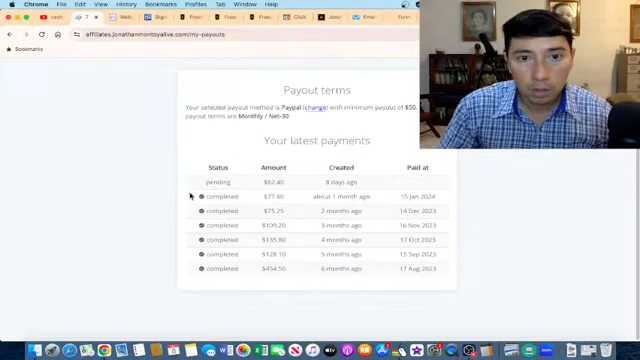 Chrome File Edit View History Bookmarks Profiles Tab Window Help
affiliates.jonathanmontoyalive.com/my-payouts
Bookmarks
Payout terms
Your selected payout method is Paypal (change) with minimum payout of $50.
payout terms are Monthly / Net-30
Your latest payments
Status Amount Created Paid at
pending $62.40 8 days ago
completed $77.60 about 1 month ago 15 Jan 2024
completed $75.25 2 months ago 14 Dec 2023
completed $109.20 3 months ago 16 Nov 2023
completed $135.80 4 months ago 17 Oct 2023
completed $128.10 5 months ago 15 Sep 2023
completed $454.50 6 months ago 17 Aug 2023